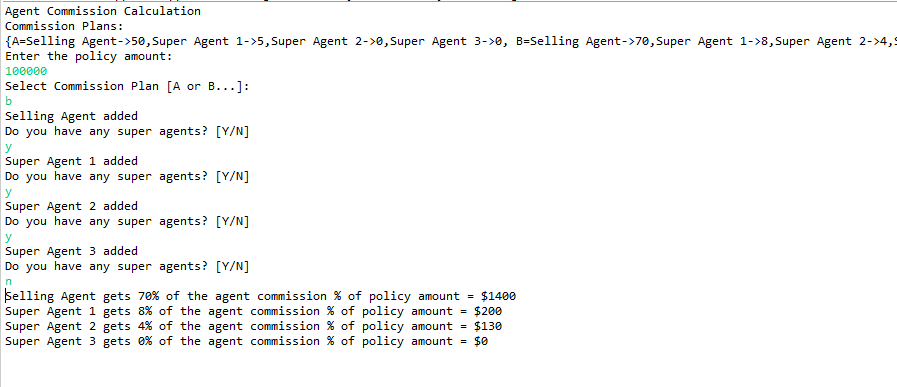 Agent Commission Calculation
Commission Plans:
{A=Selling Agent->50,Super Agent 1->5,Super Agent 2->0,Super Agent 3->0, B=Selling Agent->70,Super Agent 1->8,Super Agent 2->4,
Enter the policy amount:
100000
Select Commission Plan [A or B...]:
b
Selling Agent added
Do you have any super agents? [Y/N]
y
Super Agent 1 added
Do you have any super agents? [Y/N]
y
Super Agent 2 added
Do you have any super agents? [Y/N]
y
Super Agent 3 added
Do you have any super agents? [Y/N]
n
Selling Agent gets 70% of the agent commission % of policy amount = $1400
Super Agent 1 gets 8% of the agent commission % of policy amount = $200
Super Agent 2 gets 4% of the agent commission % of policy amount = $130
Super Agent 3 gets 0% of the agent commission % of policy amount = $0